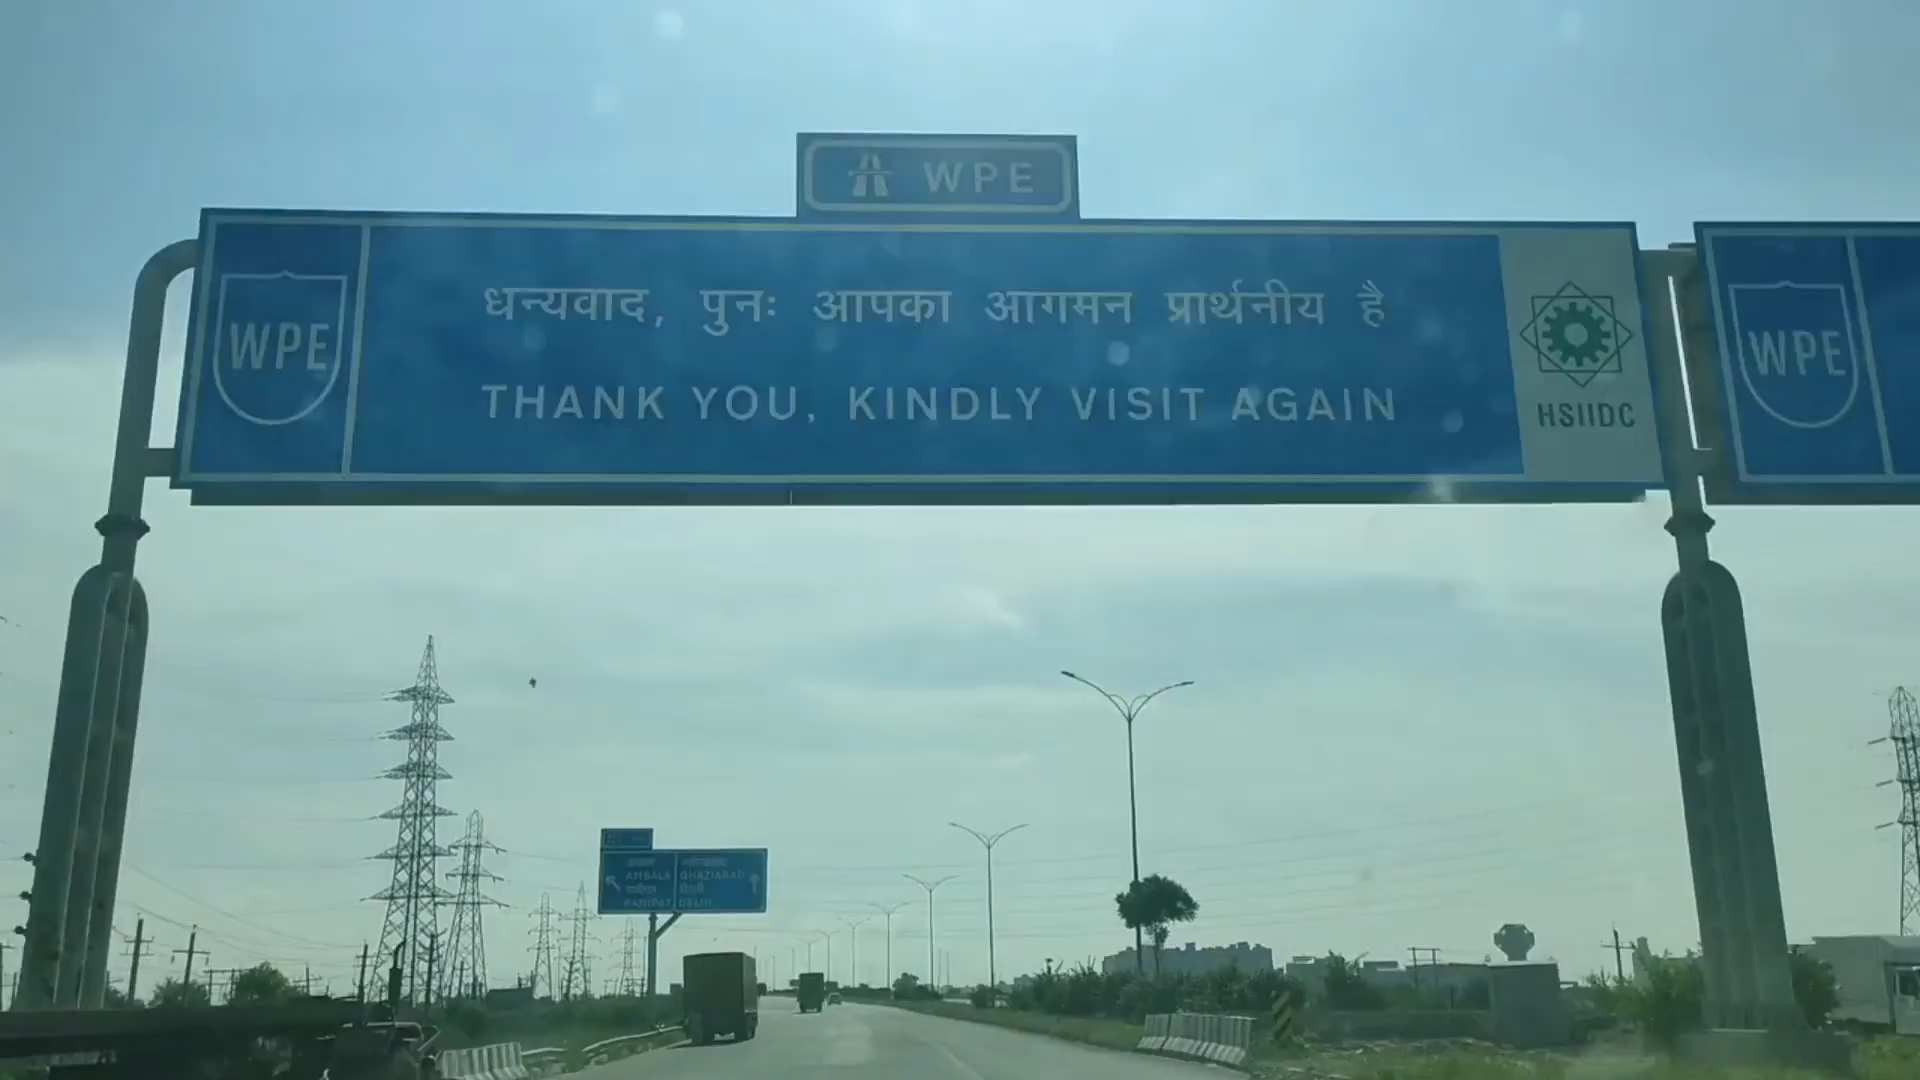 WPE
WPE
धन्यवाद, पुनः आपका आगमन प्रार्थनीय है
THANK YOU, KINDLY VISIT AGAIN
HSIIDC
WPE
AMBALA
PANIPAT
GHAZIABAD
दिल्ली
DELHI